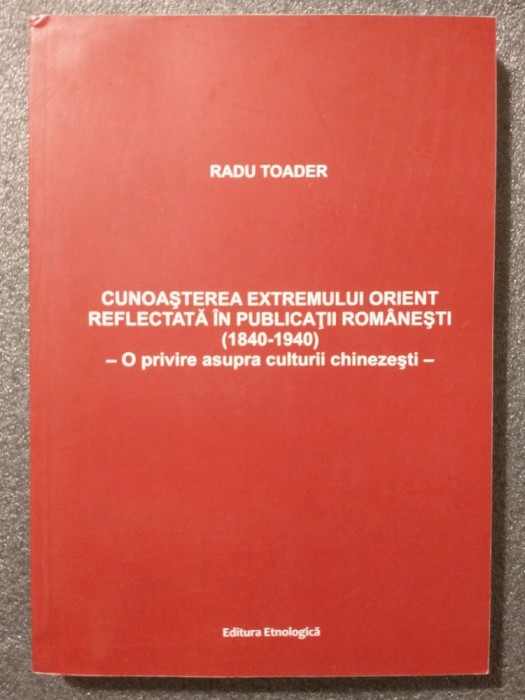 RADU TOADER
CUNOAŞTEREA EXTREMULUI ORIENT
REFLECTATĂ ÎN PUBLICAŢII ROMÂNEŞTI
(1840-1940)
– O privire asupra culturii chinezeşti –
Editura Etnologică